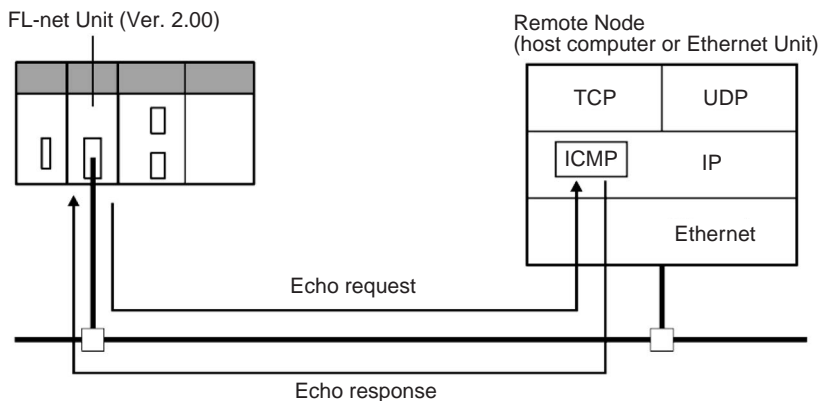 FL-net Unit (Ver. 2.00)
Remote Node
(host computer or Ethernet Unit)
TCP
UDP
ICMP
IP
Ethernet
Echo request
Echo response